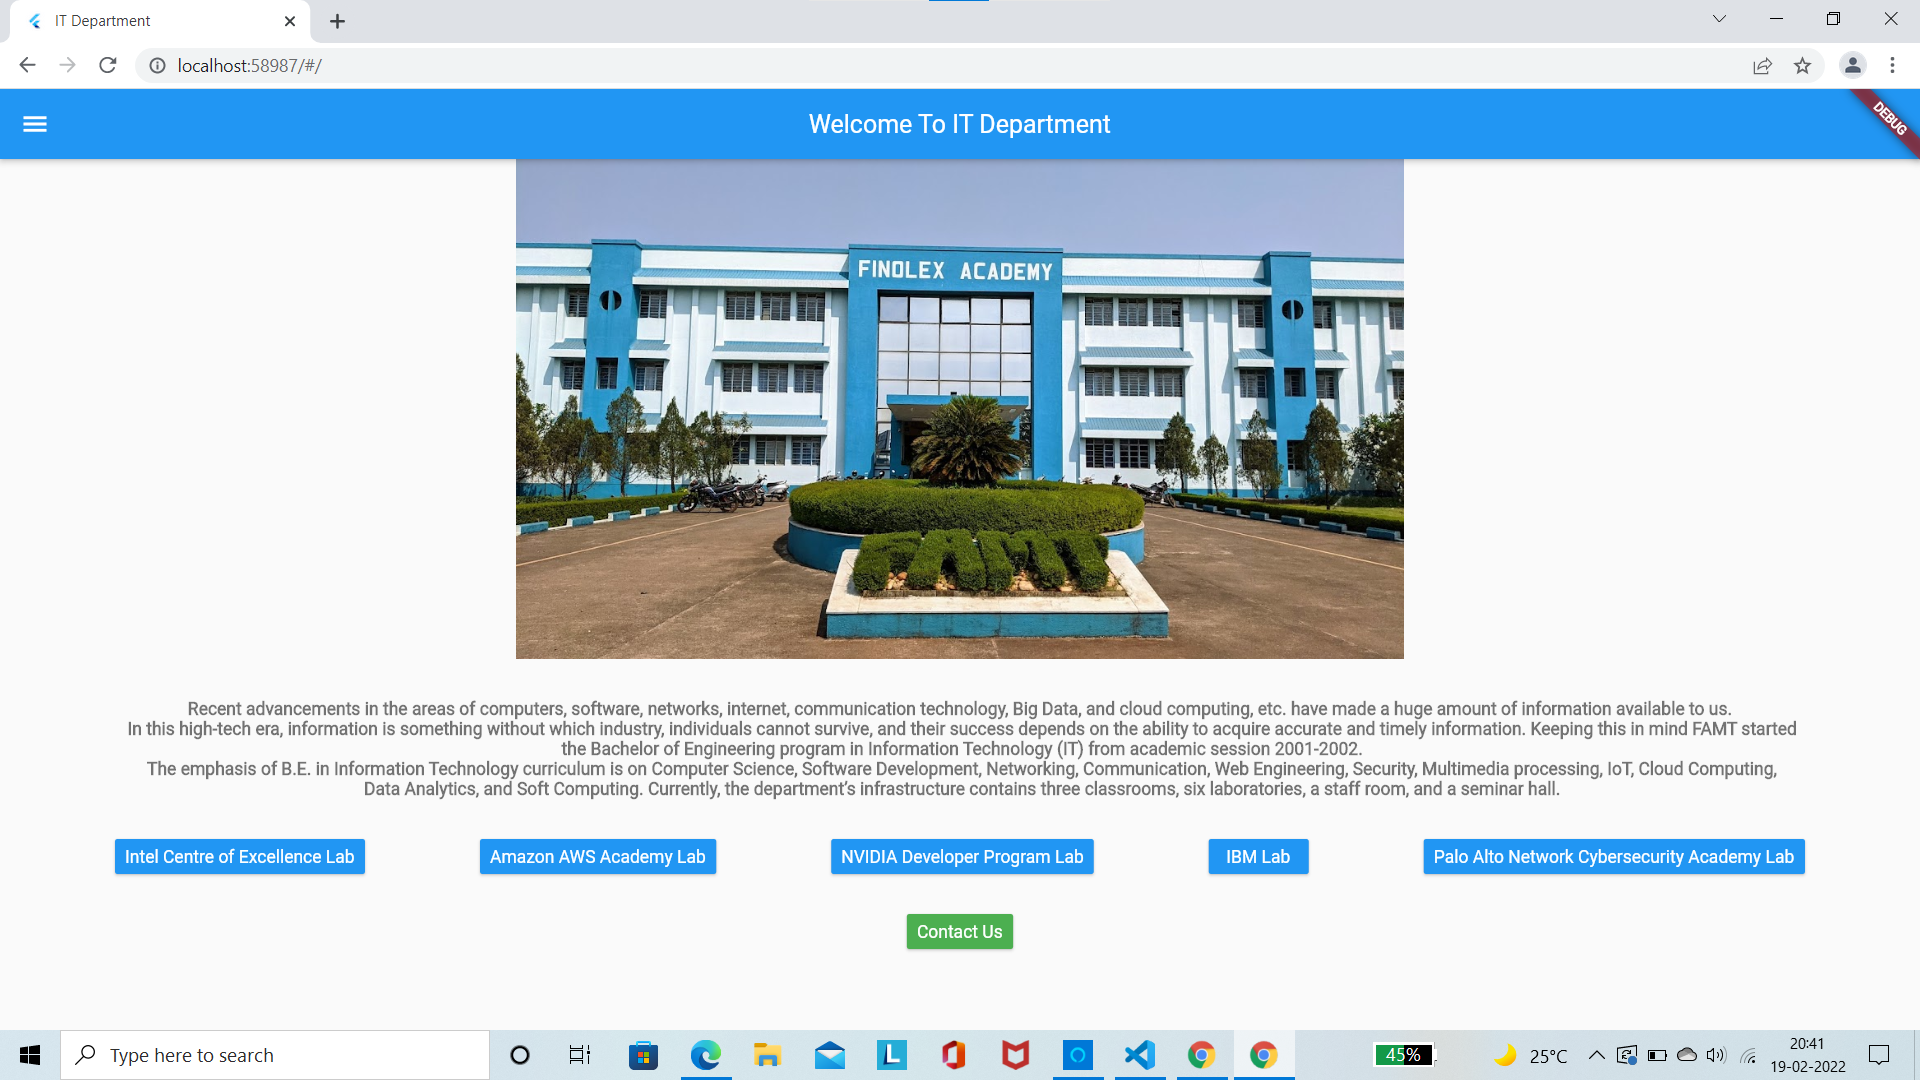 IT Department
localhost:58987/#/
Welcome To IT Department
DEBUG
FINOLEX ACADEMY
FAMT
Recent advancements in the areas of computers, software, networks, internet, communication technology, Big Data, and cloud computing, etc. have made a huge amount of information available to us.
In this high-tech era, information is something without which industry, individuals cannot survive, and their success depends on the ability to acquire accurate and timely information. Keeping this in mind FAMT started
the Bachelor of Engineering program in Information Technology (IT) from academic session 2001-2002.
The emphasis of B.E. in Information Technology curriculum is on Computer Science, Software Development, Networking, Communication, Web Engineering, Security, Multimedia processing, IoT, Cloud Computing,
Data Analytics, and Soft Computing. Currently, the department’s infrastructure contains three classrooms, six laboratories, a staff room, and a seminar hall.
Intel Centre of Excellence Lab
Amazon AWS Academy Lab
NVIDIA Developer Program Lab
IBM Lab
Palo Alto Network Cybersecurity Academy Lab
Contact Us
Type here to search
L
45%
25°C
20:41
19-02-2022